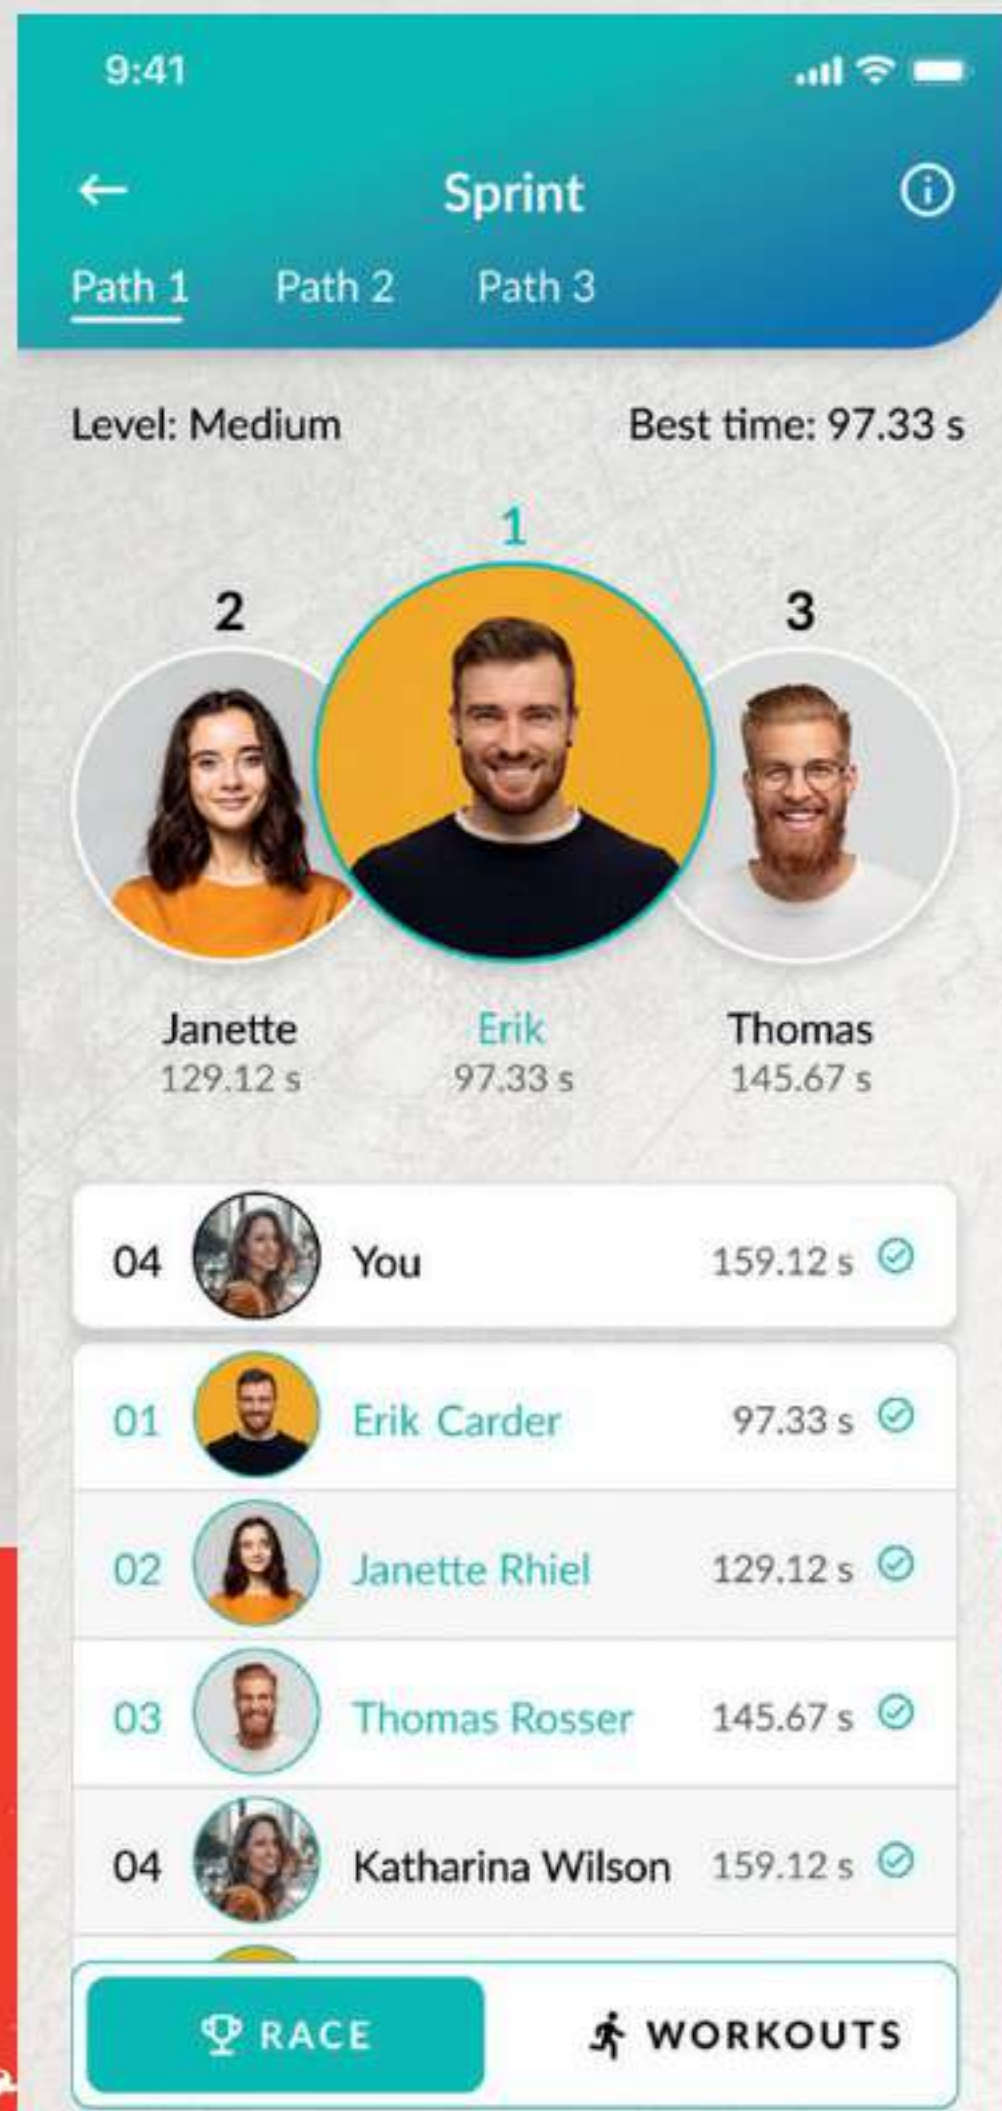 9:41
Sprint
Path 1 Path 2 Path 3
Level: Medium Best time: 97.33 s
1
2 3
Janette Erik Thomas
129.12 s 97.33 s 145.67 s
04 You 159.12 s
01 Erik Carder 97.33 s
02 Janette Rhiel 129.12 s
03 Thomas Rosser 145.67 s
04 Katharina Wilson 159.12 s
RACE WORKOUTS